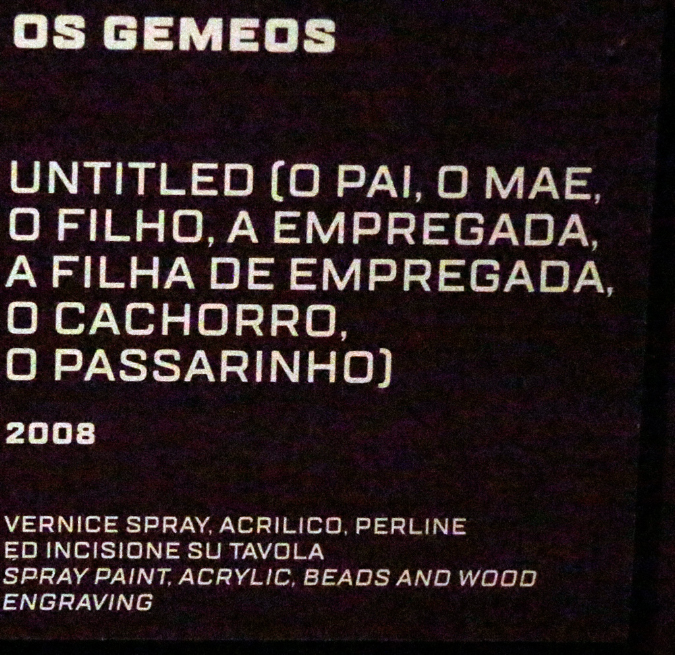 OS GEMEOS
UNTITLED (O PAI, O MAE,
O FILHO, A EMPREGADA,
A FILHA DE EMPREGADA,
O CACHORRO,
O PASSARINHO)
2008
VERNICE SPRAY, ACRILICO, PERLINE
ED INCISIONE SU TAVOLA
SPRAY PAINT, ACRYLIC, BEADS AND WOOD
ENGRAVING